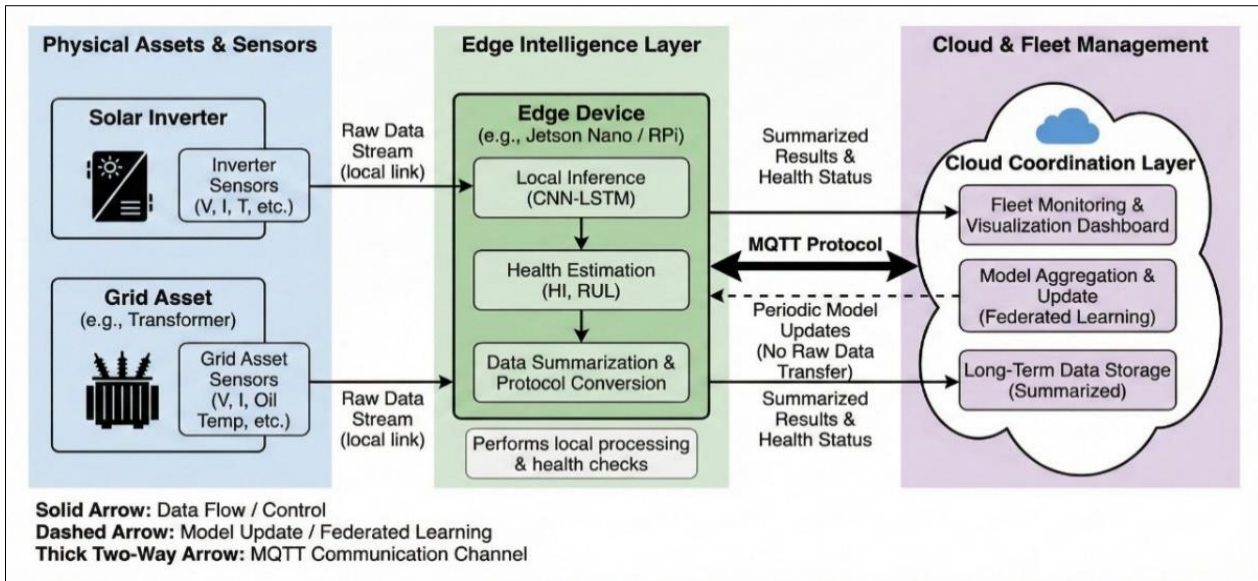 Physical Assets & Sensors
Solar Inverter
Inverter
Sensors
(V, I, T, etc.)
Grid Asset
(e.g., Transformer)
Grid Asset
Sensors
(V, I, Oil
Temp, etc.)
Raw Data
Stream
(local link)
Raw Data
Stream
(local link)
Edge Intelligence Layer
Edge Device
(e.g., Jetson Nano / RPi)
Local Inference
(CNN-LSTM)
Health Estimation
(HI, RUL)
Data Summarization &
Protocol Conversion
Performs local processing
& health checks
Summarized
Results &
Health Status
MQTT Protocol
Periodic Model
Updates
(No Raw Data
Transfer)
Summarized
Results &
Health Status
Cloud & Fleet Management
Cloud Coordination Layer
Fleet Monitoring &
Visualization Dashboard
Model Aggregation &
Update
(Federated Learning)
Long-Term Data Storage
(Summarized)
Solid Arrow: Data Flow / Control
Dashed Arrow: Model Update / Federated Learning
Thick Two-Way Arrow: MQTT Communication Channel